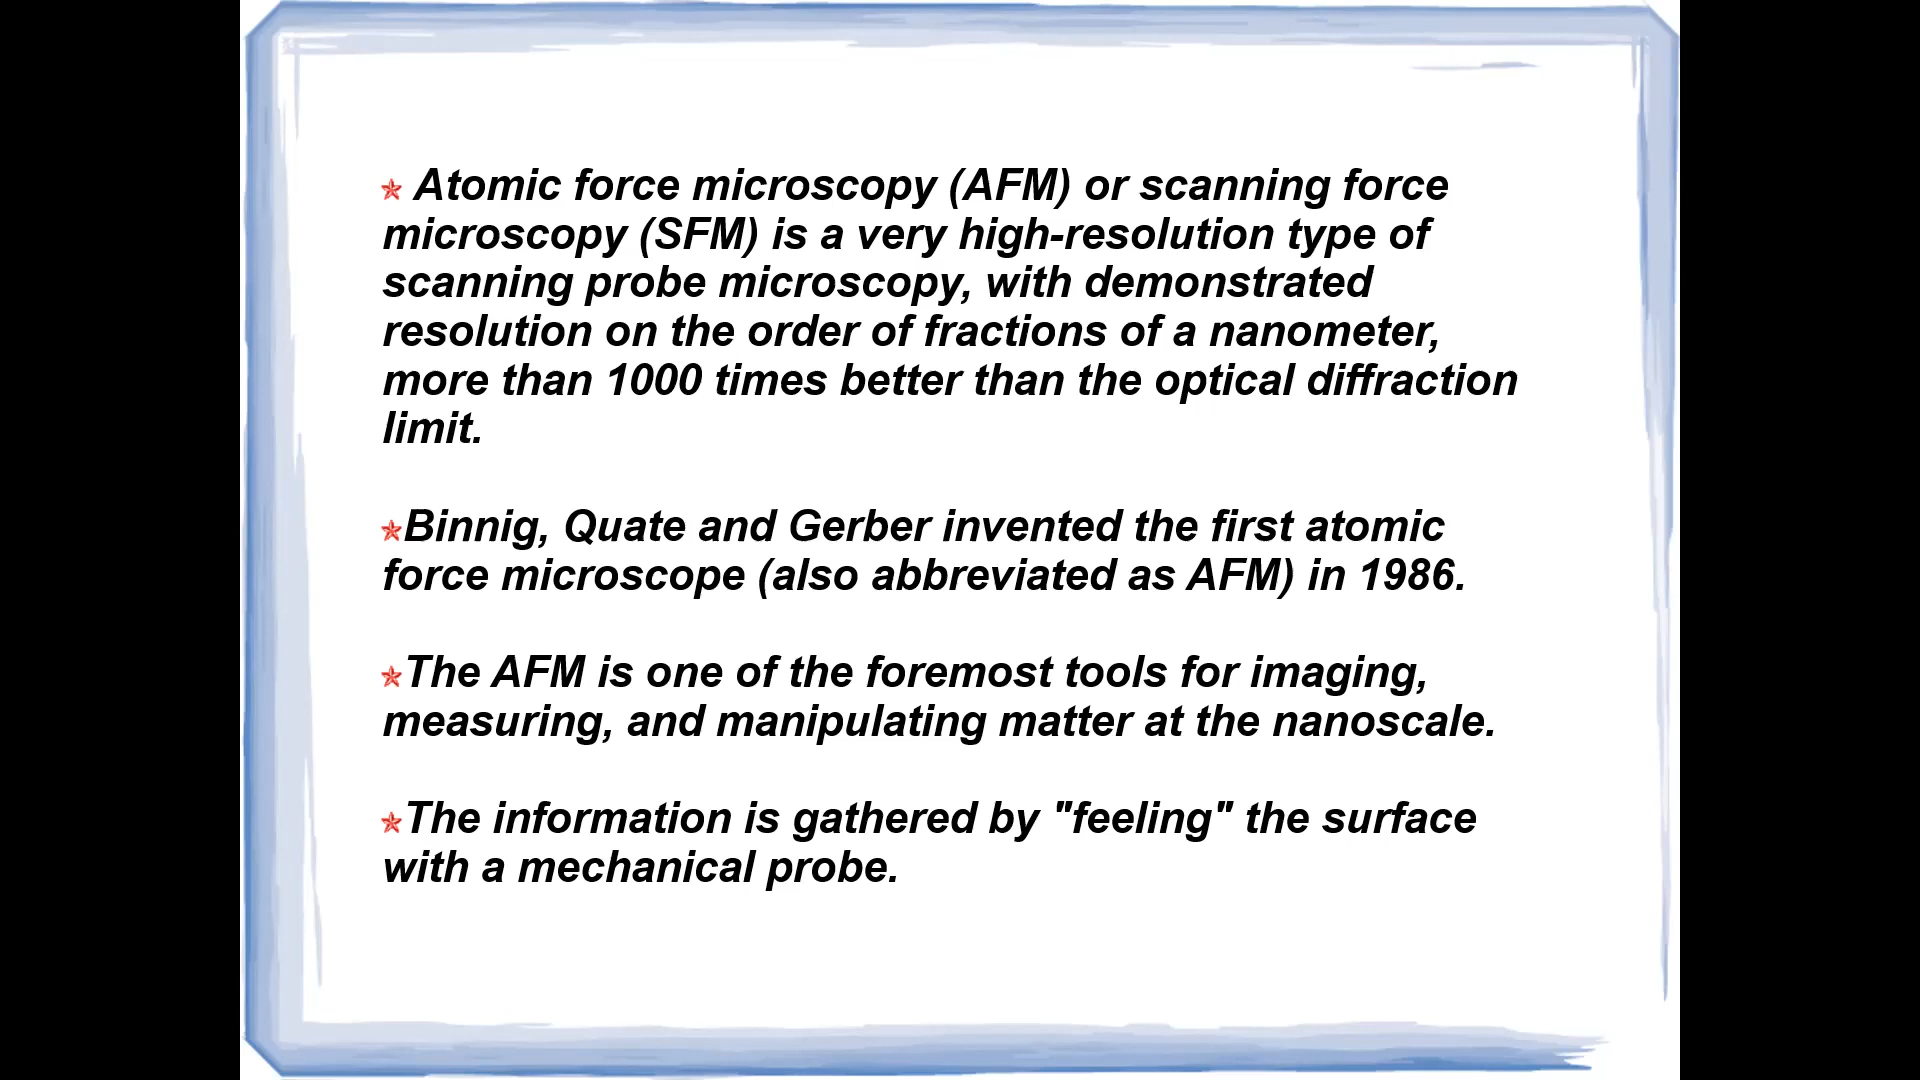 Atomic force microscopy (AFM) or scanning force
microscopy (SFM) is a very high-resolution type of
scanning probe microscopy, with demonstrated
resolution on the order of fractions of a nanometer,
more than 1000 times better than the optical diffraction
limit.
Binnig, Quate and Gerber invented the first atomic
force microscope (also abbreviated as AFM) in 1986.
The AFM is one of the foremost tools for imaging,
measuring, and manipulating matter at the nanoscale.
The information is gathered by "feeling" the surface
with a mechanical probe.